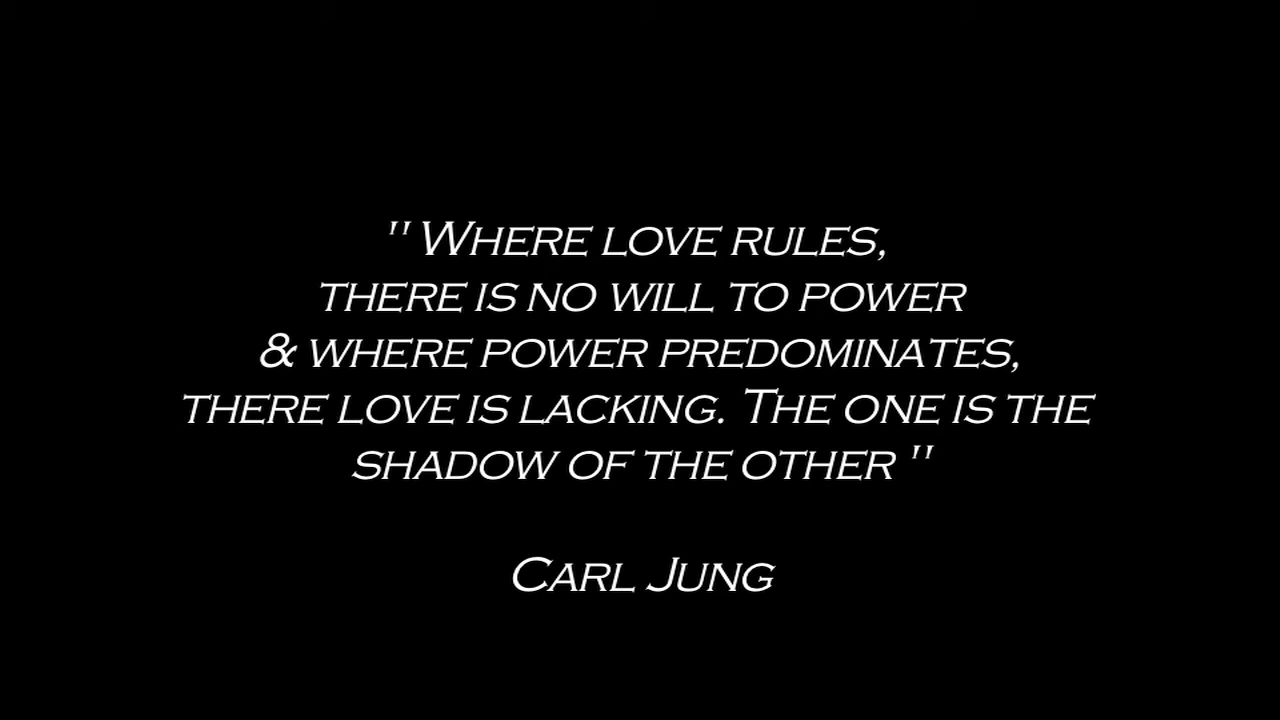 " Where love rules,
there is no will to power
& where power predominates,
there love is lacking. The one is the
shadow of the other "
Carl Jung